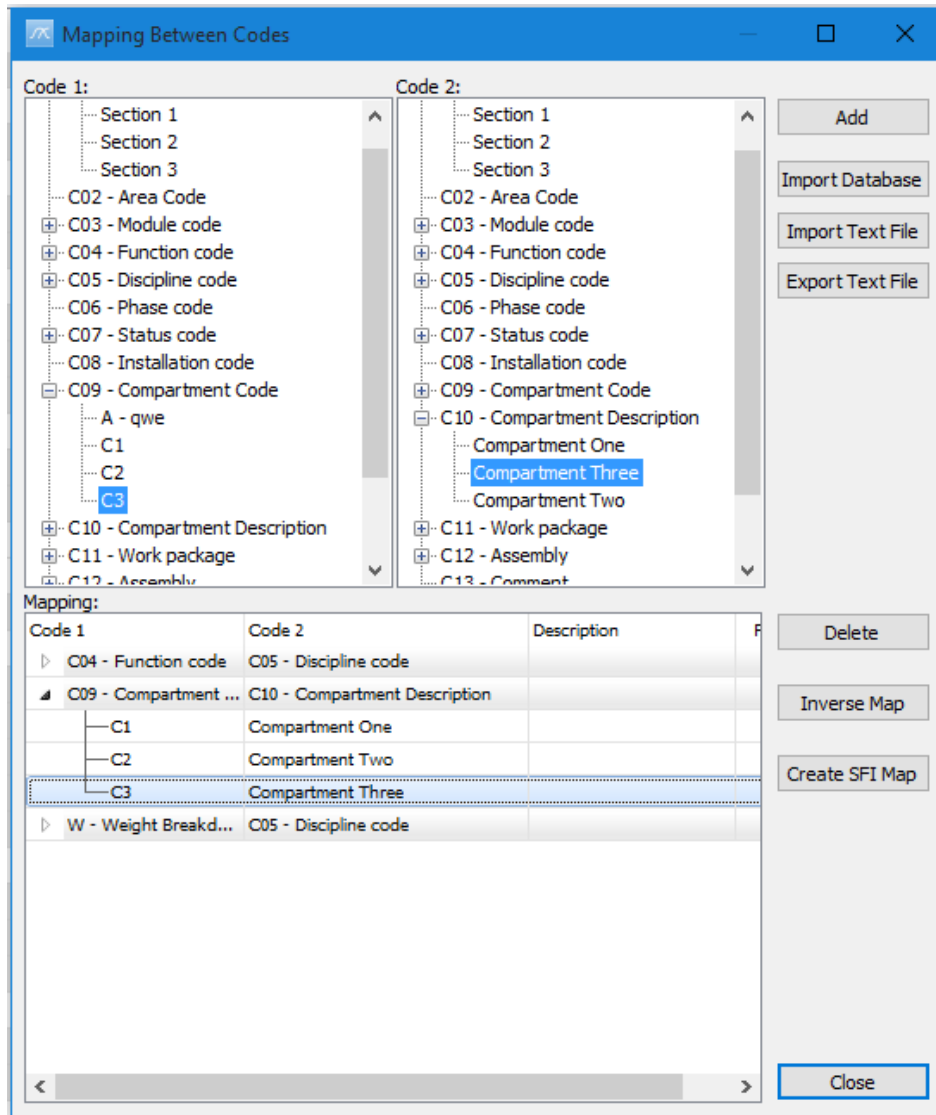 Mapping Between Codes
Code 1:
Section 1
Section 2
Section 3
C02 - Area Code
C03 - Module code
C04 - Function code
C05 - Discipline code
C06 - Phase code
C07 - Status code
C08 - Installation code
C09 - Compartment Code
A - qwe
C1
C2
C3
C10 - Compartment Description
C11 - Work package
C12 - Assembly
Code 2:
Section 1
Section 2
Section 3
C02 - Area Code
C03 - Module code
C04 - Function code
C05 - Discipline code
C06 - Phase code
C07 - Status code
C08 - Installation code
C09 - Compartment Code
C10 - Compartment Description
Compartment One
Compartment Three
Compartment Two
C11 - Work package
C12 - Assembly
C13 - Comment
Add
Import Database
Import Text File
Export Text File
Mapping:
Code 1 Code 2 Description F
C04 - Function code C05 - Discipline code
C09 - Compartment ... C10 - Compartment Description
C1 Compartment One
C2 Compartment Two
C3 Compartment Three
W - Weight Breakd... C05 - Discipline code
Delete
Inverse Map
Create SFI Map
Close